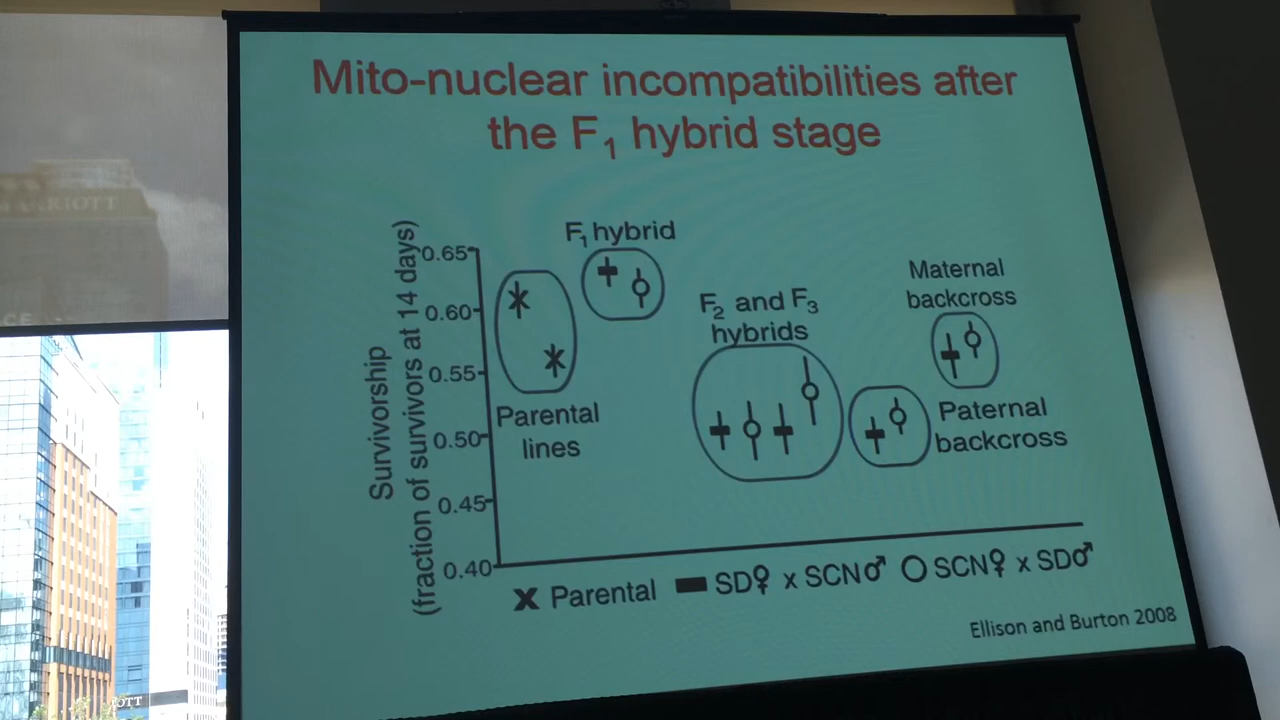 Mito-nuclear incompatibilities after
the F₁ hybrid stage
Survivorship
(fraction of survivors at 14 days)
0.65
0.60
0.55
0.50
0.45
0.40
F₁ hybrid
Parental
lines
F₂ and F₃
hybrids
Maternal
backcross
Paternal
backcross
X Parental
SD♀ x SCN♂
SCN♀ x SD♂
Ellison and Burton 2008